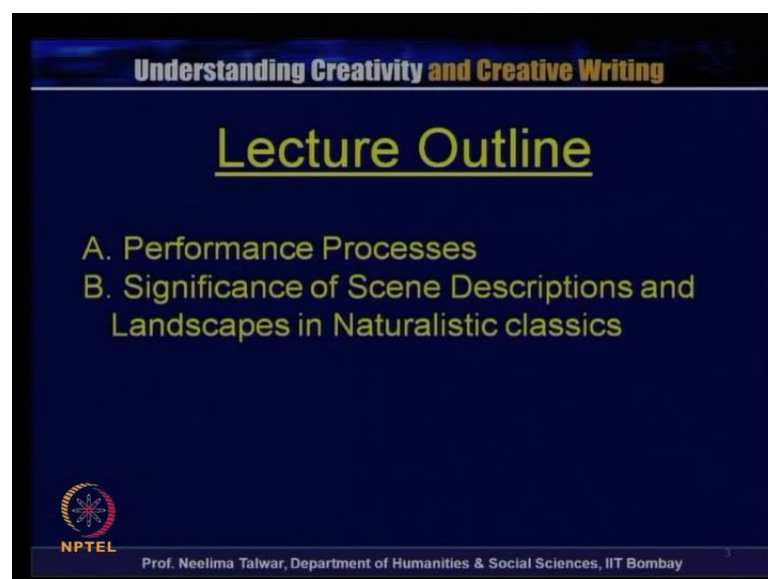 Understanding Creativity and Creative Writing
Lecture Outline
A. Performance Processes
B. Significance of Scene Descriptions and
Landscapes in Naturalistic classics
NPTEL
Prof. Neelima Talwar, Department of Humanities & Social Sciences, IIT Bombay
3